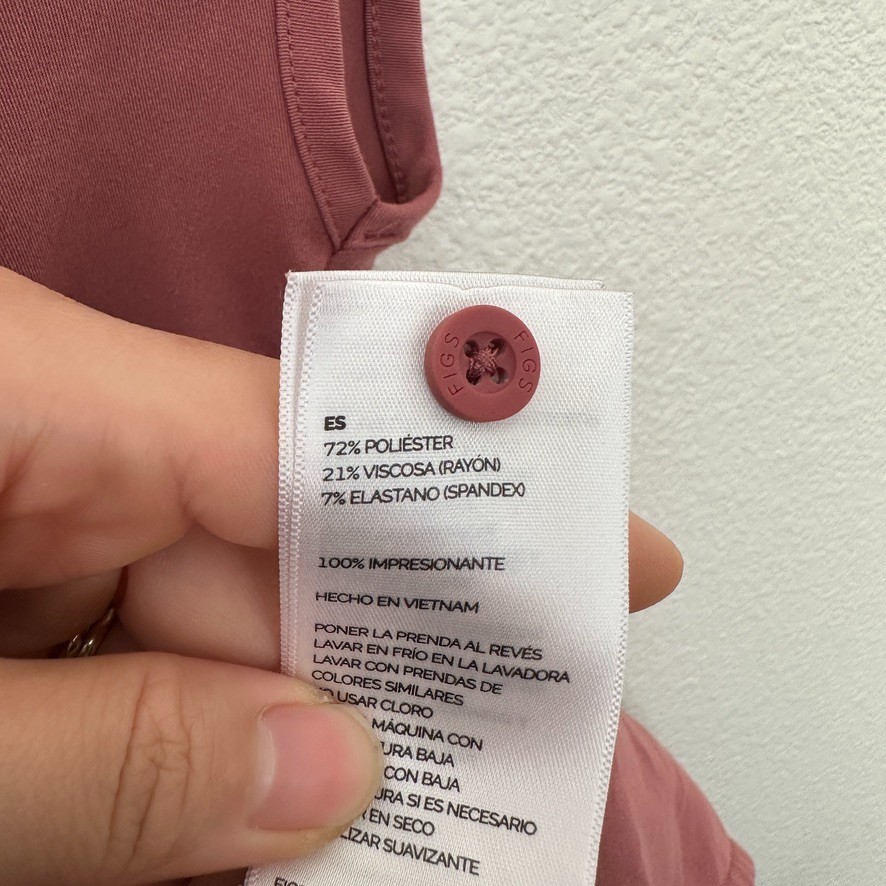 FIGS FIGS
ES
72% POLIÉSTER
21% VISCOSA (RAYÓN)
7% ELASTANO (SPANDEX)
100% IMPRESIONANTE
HECHO EN VIETNAM
PONER LA PRENDA AL REVÉS
LAVAR EN FRÍO EN LA LAVADORA
LAVAR CON PRENDAS DE
COLORES SIMILARES
USAR CLORO
MÁQUINA CON
BAJA
CON BAJA
SI ES NECESARIO
EN SECO
SUAVIZANTE